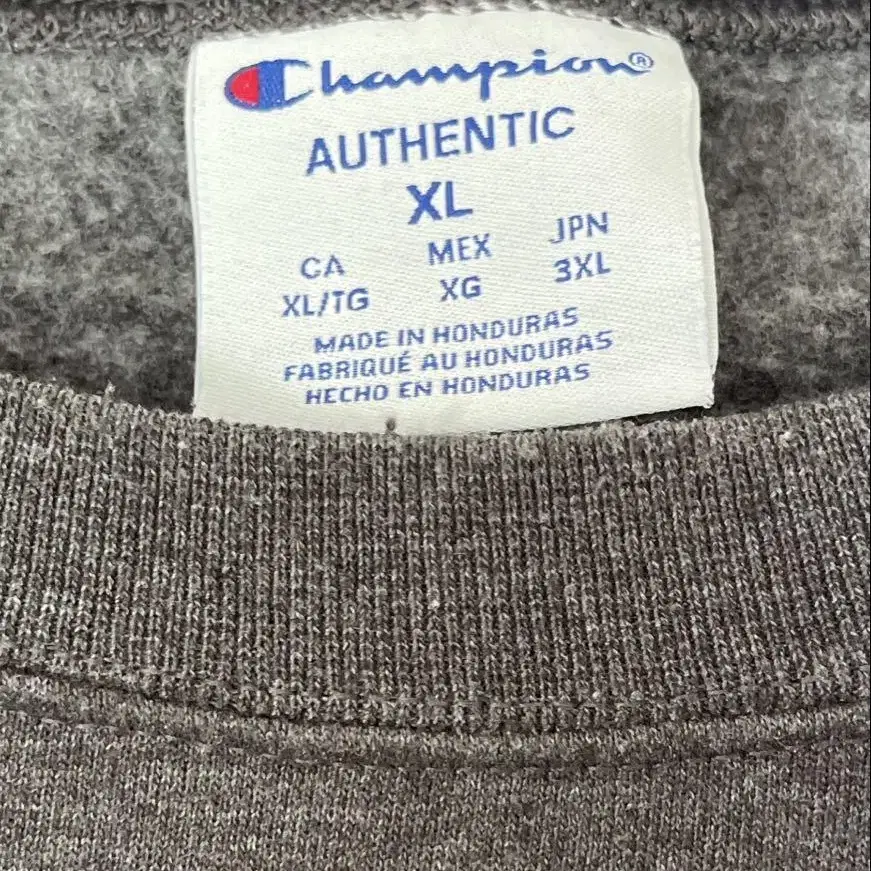 Champion®
AUTHENTIC
XL
CA MEX JPN
XL/TG XG 3XL
MADE IN HONDURAS
FABRIQUÉ AU HONDURAS
HECHO EN HONDURAS